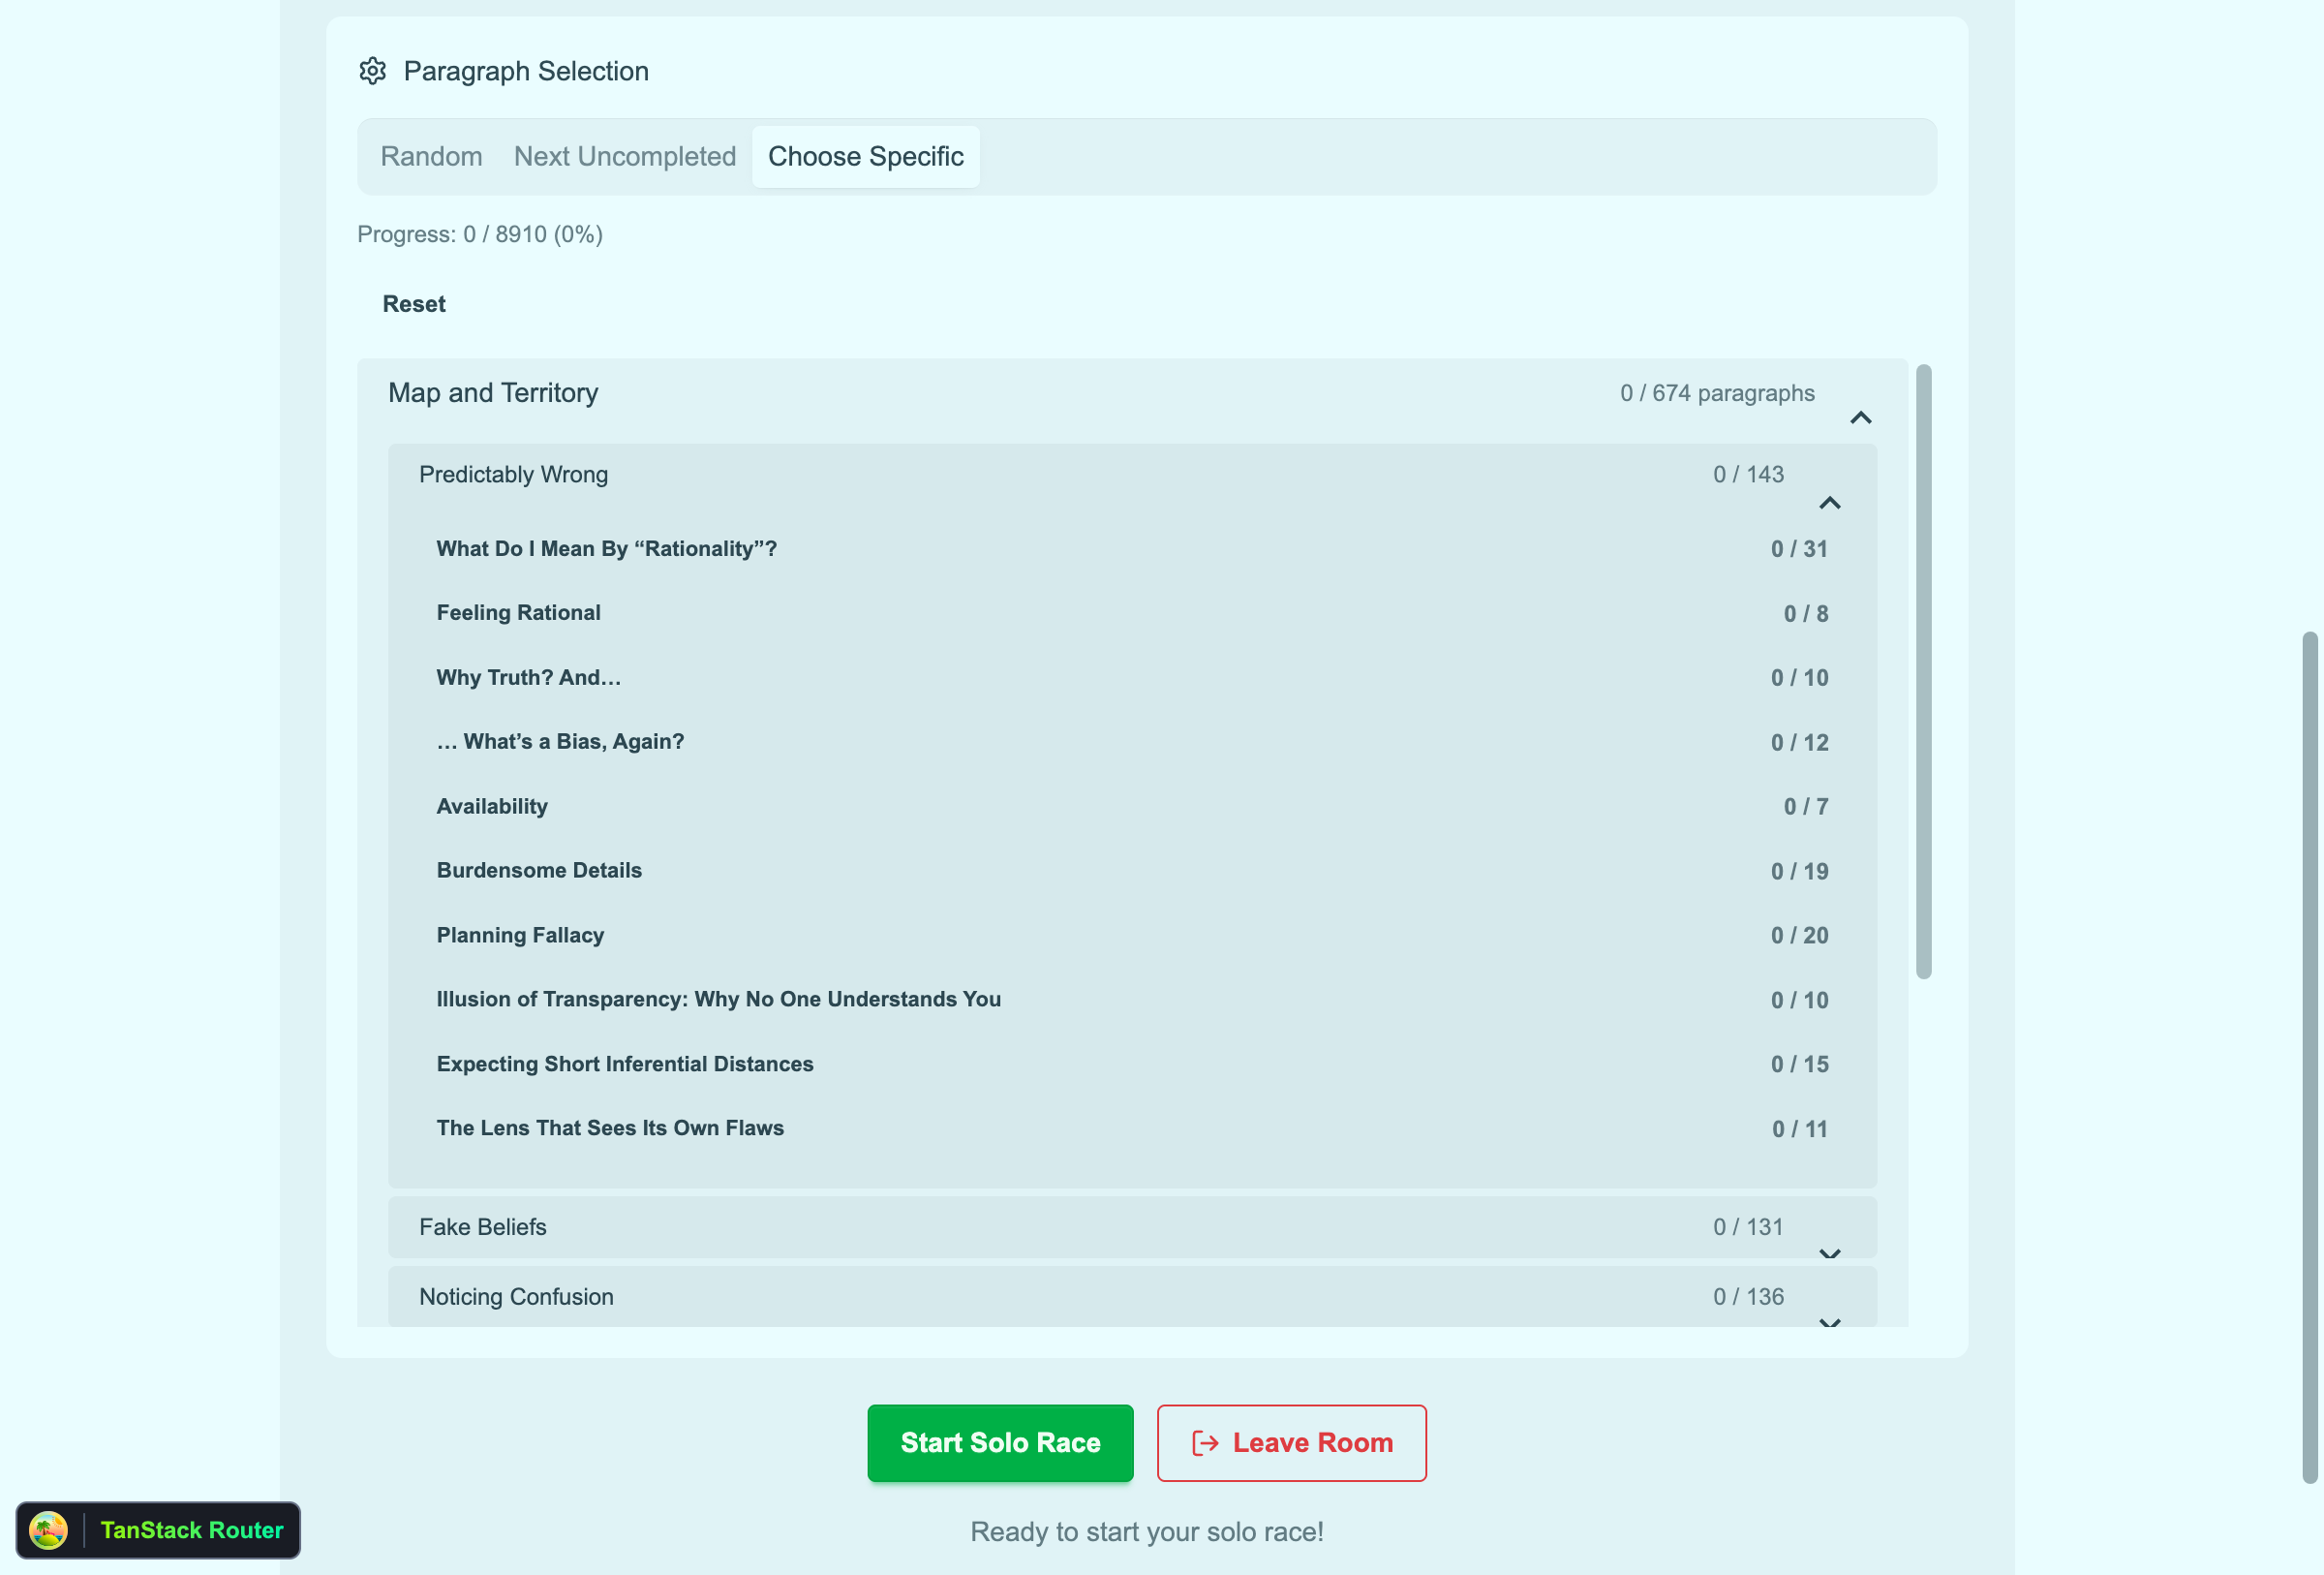 Paragraph Selection
Random Next Uncompleted Choose Specific
Progress: 0 / 8910 (0%)
Reset
Map and Territory 0 / 674 paragraphs
Predictably Wrong 0 / 143
What Do I Mean By “Rationality”? 0 / 31
Feeling Rational 0 / 8
Why Truth? And… 0 / 10
… What’s a Bias, Again? 0 / 12
Availability 0 / 7
Burdensome Details 0 / 19
Planning Fallacy 0 / 20
Illusion of Transparency: Why No One Understands You 0 / 10
Expecting Short Inferential Distances 0 / 15
The Lens That Sees Its Own Flaws 0 / 11
Fake Beliefs 0 / 131
Noticing Confusion 0 / 136
Start Solo Race Leave Room
TanStack Router
Ready to start your solo race!